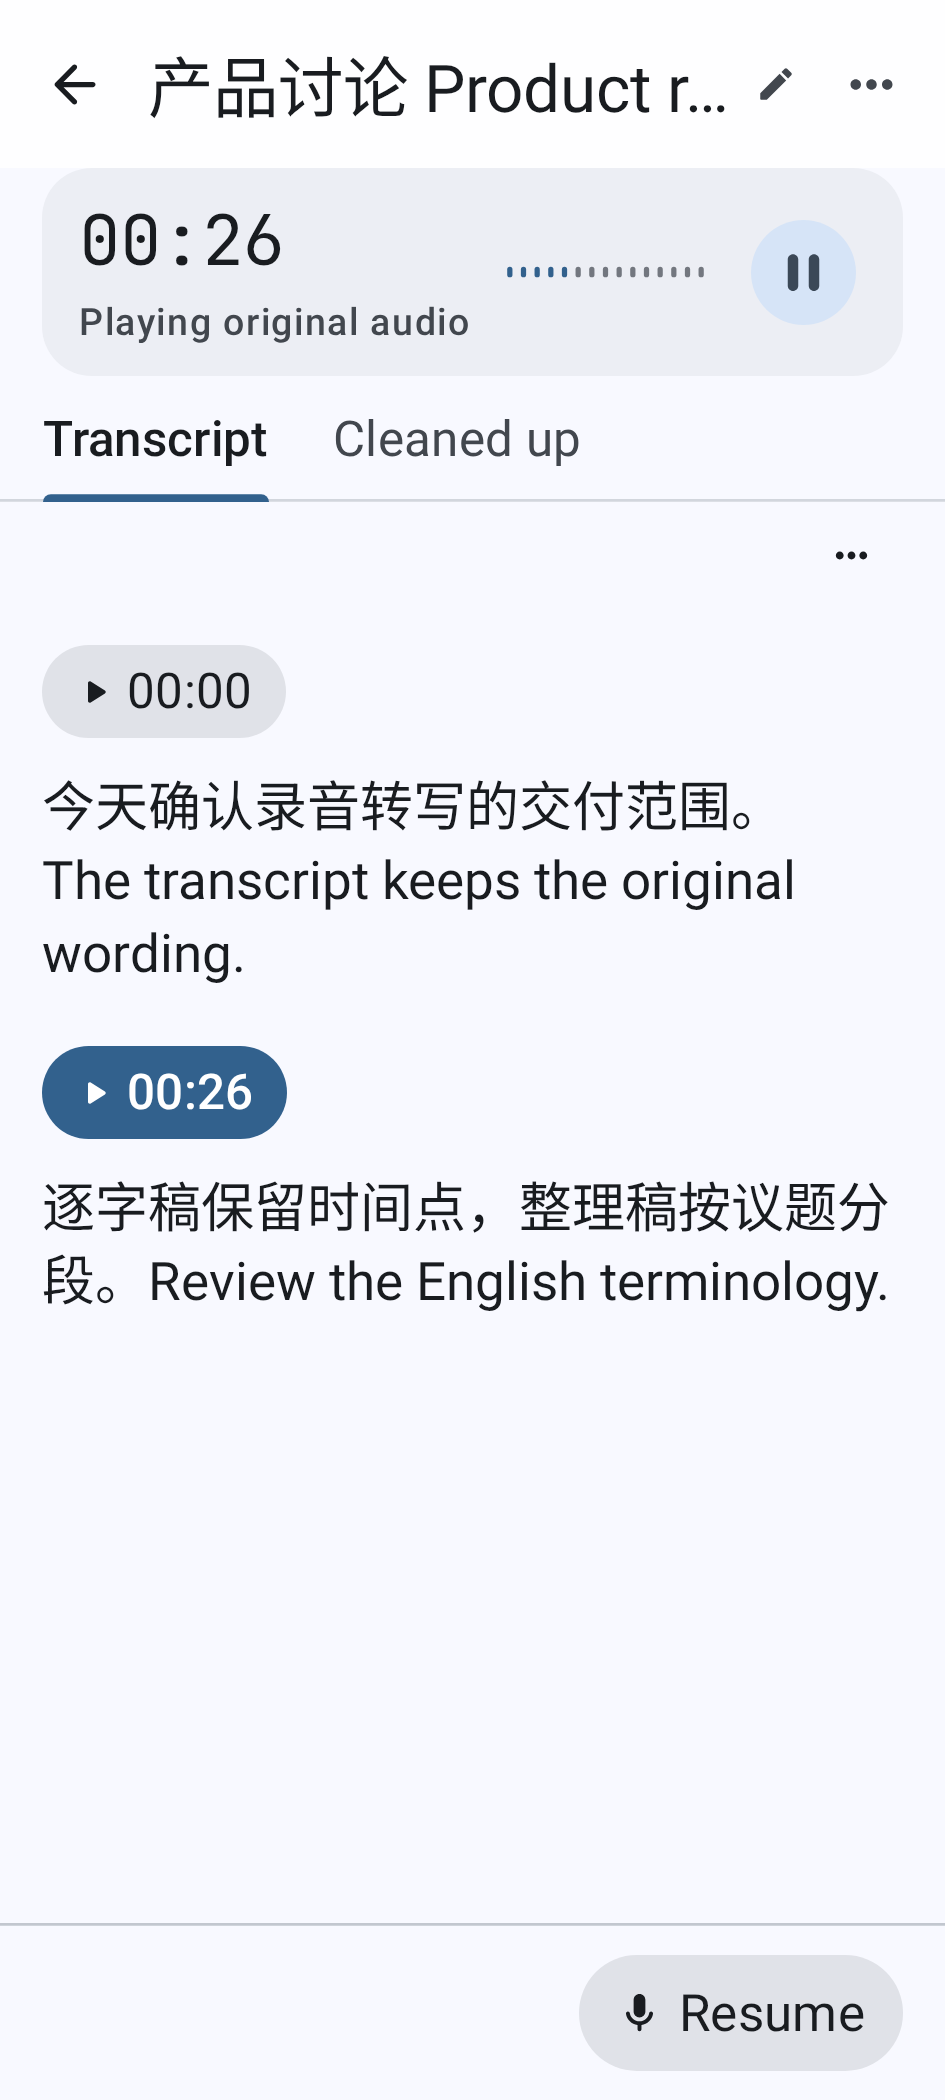 产品讨论 Product r...
00:26
Playing original audio
Transcript
Cleaned up
00:00
今天确认录音转写的交付范围。
The transcript keeps the original
wording.
00:26
逐字稿保留时间点，整理稿按议题分
段。Review the English terminology.
Resume